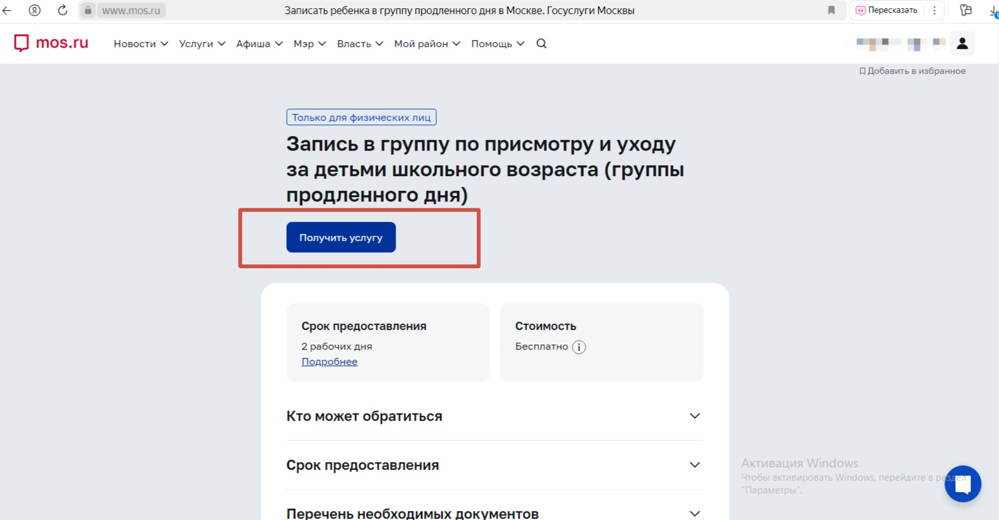 www.mos.ru
Записать ребенка в группу продленного дня в Москве. Госуслуги Москвы
Пересказать
mos.ru
Новости Услуги Афиша Мэр Власть Мой район Помощь
Добавить в избранное
Только для физических лиц
Запись в группу по присмотру и уходу
за детьми школьного возраста (группы
продленного дня)
Получить услугу
Срок предоставления
2 рабочих дня
Подробнее
Стоимость
Бесплатно
Кто может обратиться
Срок предоставления
Перечень необходимых документов
Активация Windows
Чтобы активировать Windows, перейдите в раздел
"Параметры".